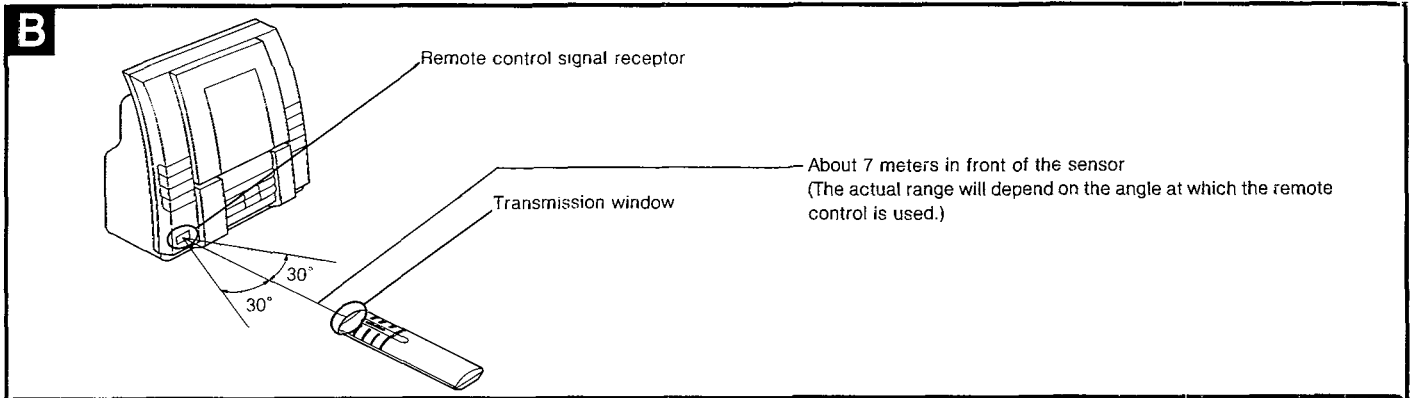 B
Remote control signal receptor
About 7 meters in front of the sensor
(The actual range will depend on the angle at which the remote
control is used.)
Transmission window
30°
30°